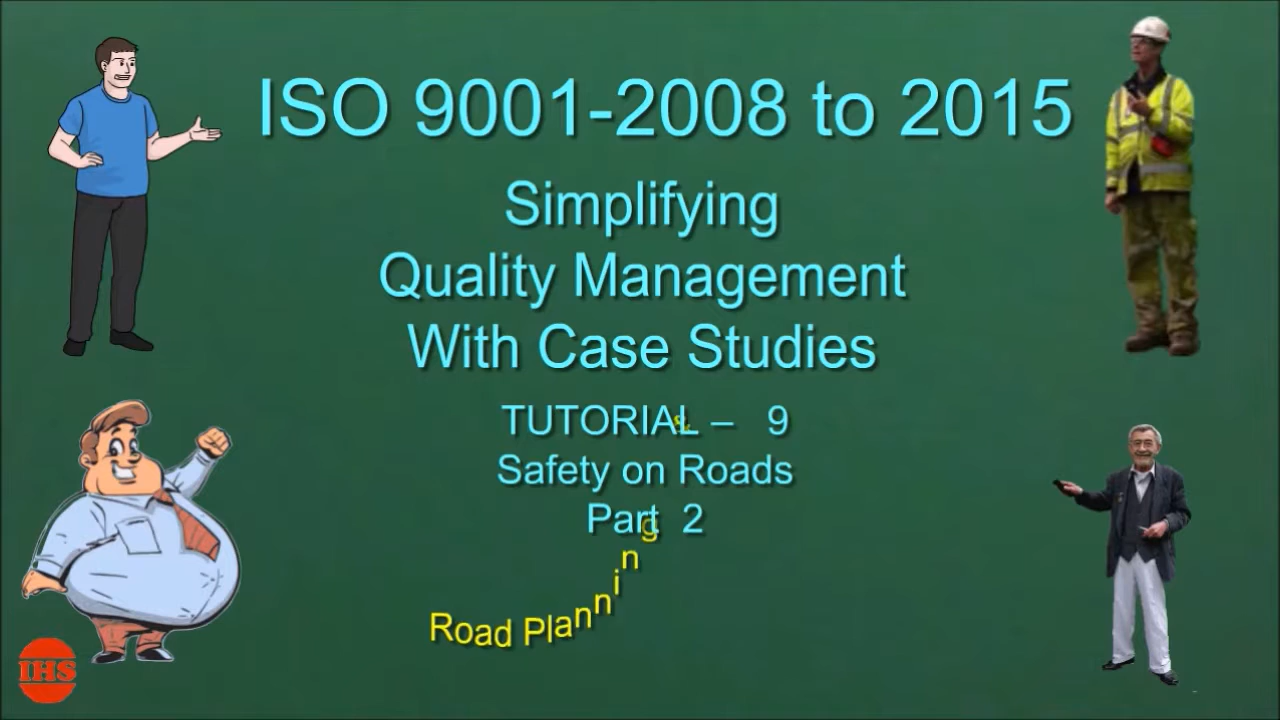 ISO 9001-2008 to 2015
Simplifying
Quality Management
With Case Studies
TUTORIAL – 9
&
Safety on Roads
Part 2
Road Planning
IHS